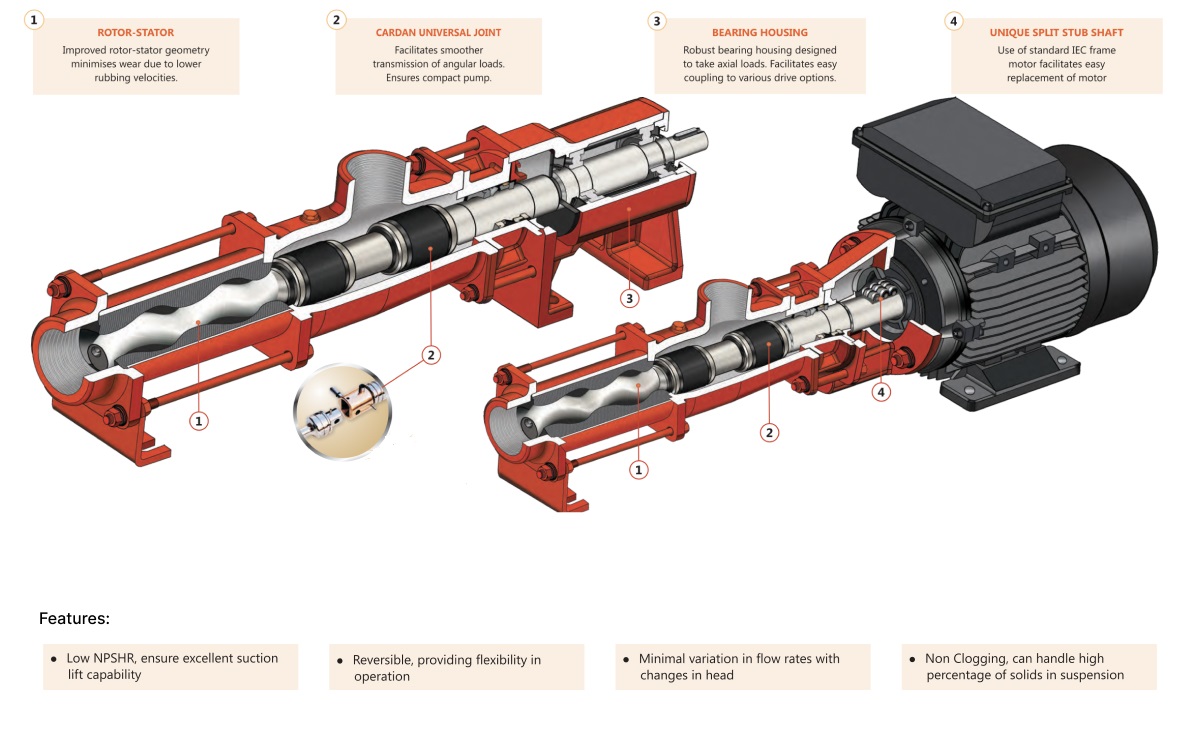 1
ROTOR-STATOR
Improved rotor-stator geometry
minimises wear due to lower
rubbing velocities.
2
CARDAN UNIVERSAL JOINT
Facilitates smoother
transmission of angular loads.
Ensures compact pump.
3
BEARING HOUSING
Robust bearing housing designed
to take axial loads. Facilitates easy
coupling to various drive options.
4
UNIQUE SPLIT STUB SHAFT
Use of standard IEC frame
motor facilitates easy
replacement of motor
3
2
1
4
2
1
Features:
• Low NPSHR, ensure excellent suction
lift capability
• Reversible, providing flexibility in
operation
• Minimal variation in flow rates with
changes in head
• Non Clogging, can handle high
percentage of solids in suspension